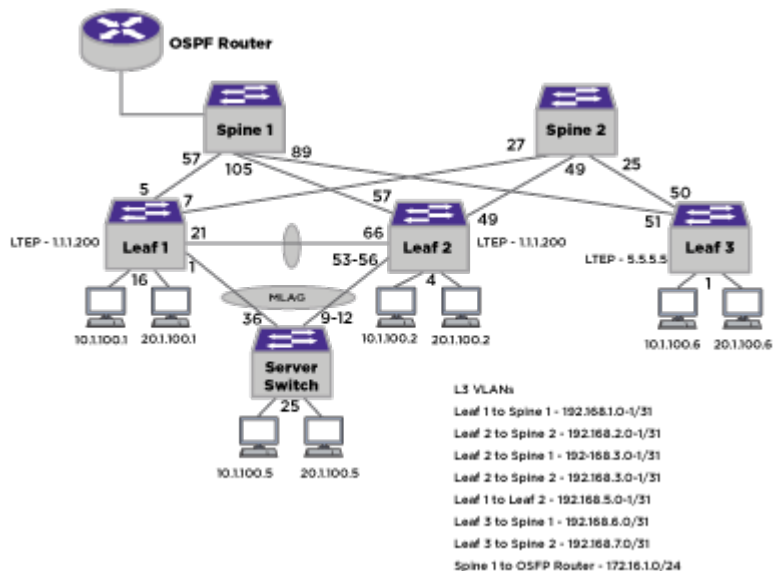 OSPF Router
Spine 1
Spine 2
57
105
89
27
49
25
5
7
57
49
50
51
LTEP - 1.1.1.200
Leaf 1
21
66
Leaf 2
LTEP - 1.1.1.200
Leaf 3
LTEP - 5.5.5.5
16
1
53-56
4
1
MLAG
10.1.100.1
20.1.100.1
36
9-12
10.1.100.2
20.1.100.2
10.1.100.6
20.1.100.6
Server
Switch
25
10.1.100.5
20.1.100.5
L3 VLANs
Leaf 1 to Spine 1 - 192.168.1.0-1/31
Leaf 2 to Spine 2 - 192.168.2.0-1/31
Leaf 2 to Spine 1 - 192-168.3.0-1/31
Leaf 2 to Spine 2 - 192.168.3.0-1/31
Leaf 1 to Leaf 2 - 192.168.5.0-1/31
Leaf 3 to Spine 1 - 192.168.6.0/31
Leaf 3 to Spine 2 - 192.168.7.0/31
Spine 1 to OSFP Router - 172.16.1.0/24